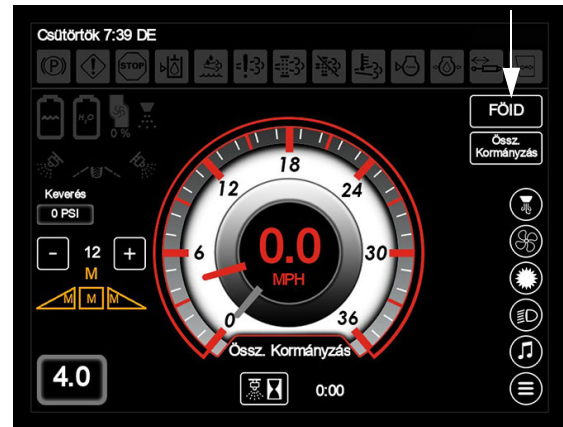 Csütörtök 7:39 DE
(P) STOP
H₂O
0 %
FÖlD
Össz.
Kormányzás
Keverés
0 PSI
- 12 +
M
M M M
4.0
0 6 12 18 24 30 36
0.0
MPH
Össz. Kormányzás
0:00